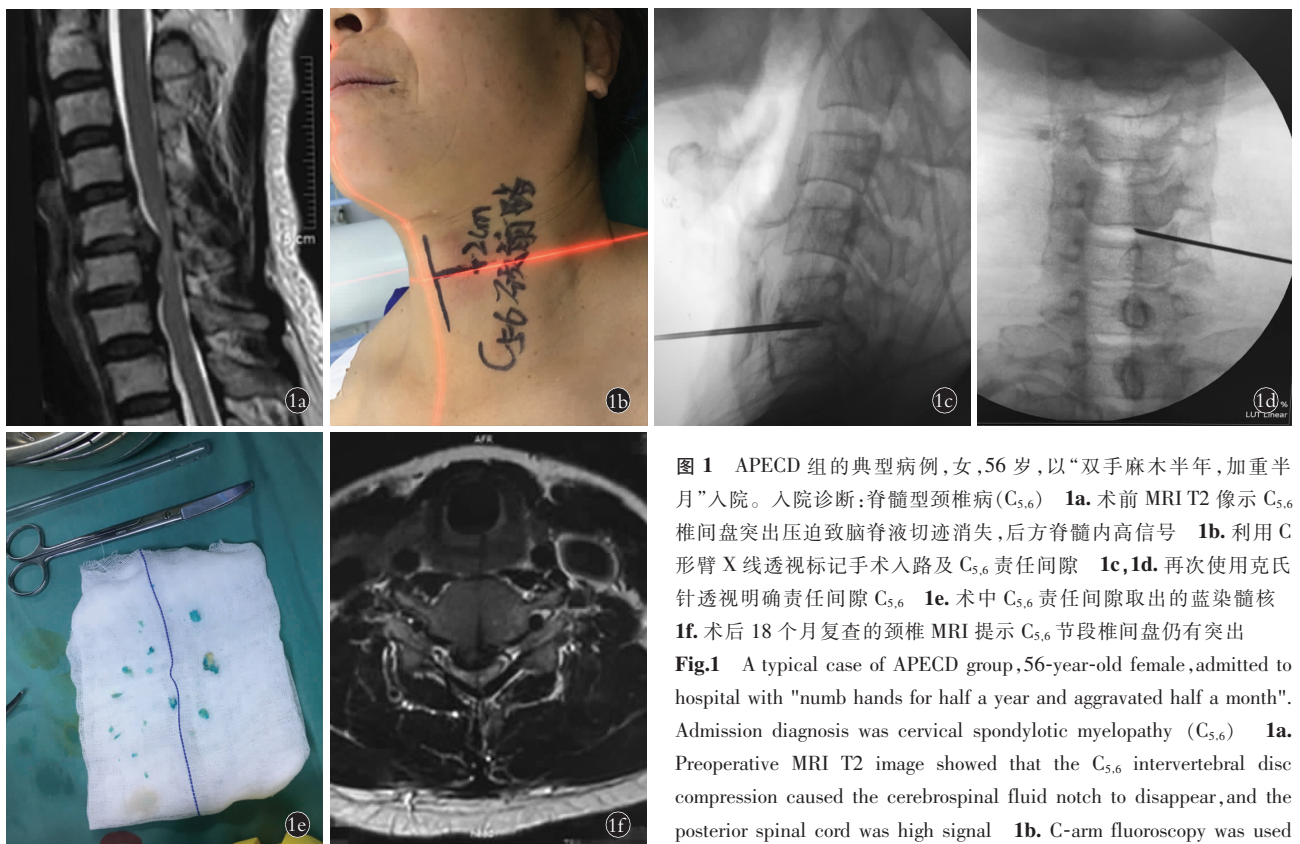 5 cm
1a
2cm
C56 颈前路
1b
1c
1d
%
LUT Linear
1e
AFR
1f
图 1 APECD 组的典型病例,女,56 岁,以“双手麻木半年,加重半
月”入院。入院诊断:脊髓型颈椎病(C5,6) 1a. 术前 MRI T2 像示 C5,6
椎间盘突出压迫致脑脊液切迹消失,后方脊髓内高信号 1b. 利用 C
形臂 X 线透视标记手术入路及 C5,6 责任间隙 1c,1d. 再次使用克氏
针透视明确责任间隙 C5,6 1e. 术中 C5,6 责任间隙取出的蓝染髓核
1f. 术后 18 个月复查的颈椎 MRI 提示 C5,6 节段椎间盘仍有突出
Fig.1 A typical case of APECD group,56-year-old female,admitted to
hospital with "numb hands for half a year and aggravated half a month".
Admission diagnosis was cervical spondylotic myelopathy (C5,6) 1a.
Preoperative MRI T2 image showed that the C5,6 intervertebral disc
compression caused the cerebrospinal fluid notch to disappear,and the
posterior spinal cord was high signal 1b. C-arm fluoroscopy was used